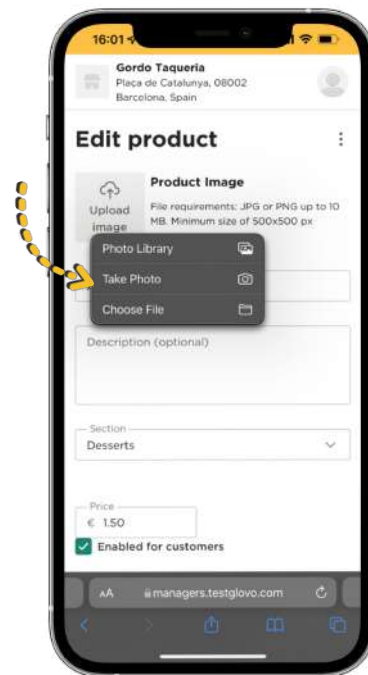 16:01
Gordo Taqueria
Plaça de Catalunya, 08002
Barcelona, Spain
Edit product
Product Image
File requirements: JPG or PNG up to 10
MB. Minimum size of 500x500 px
Upload
image
Photo Library
Take Photo
Choose File
Description (optional)
Section
Desserts
Price
€ 1.50
Enabled for customers
AA managers.testglovo.com